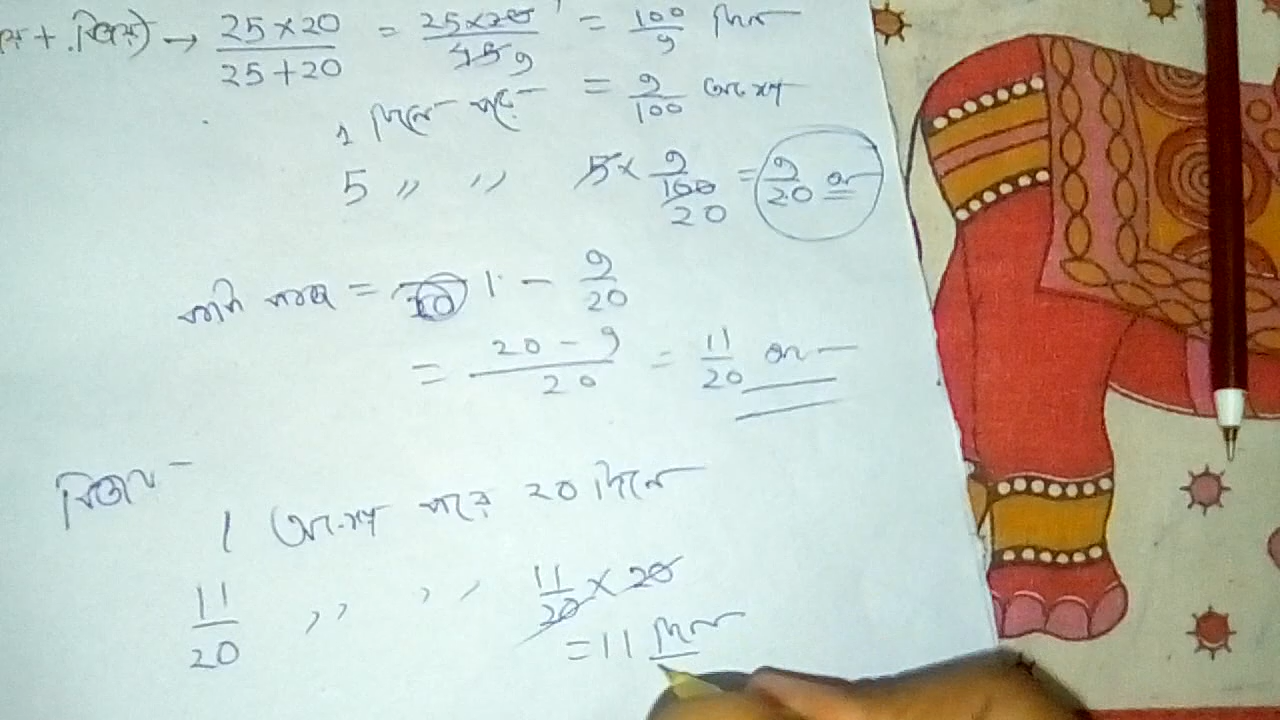 + → 25×20/25+20 = 25×20/45 9 = 100/9 দিন
1 দিনে করে = 9/100 অংশ
5 〃 〃 5×9/100 20 = 9/20
= 1 - 9/20
= 20 - 9/20 = 11/20
1 অংশ করে 20 দিনে
11/20 〃 〃 11/20 × 20
= 11 দিন